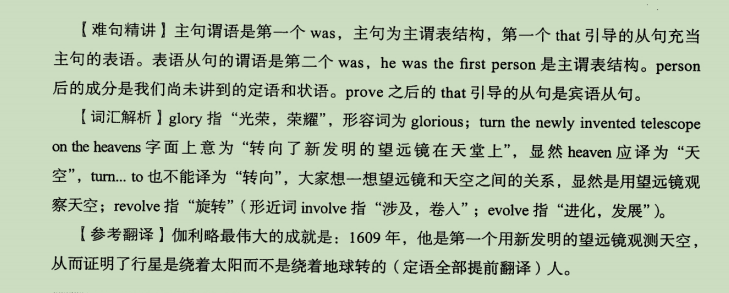 【难句精讲】主句谓语是第一个 was，主句为主谓表结构，第一个 that 引导的从句充当
主句的表语。表语从句的谓语是第二个 was，he was the first person 是主谓表结构。person
后的成分是我们尚未讲到的定语和状语。prove 之后的 that 引导的从句是宾语从句。
【词汇解析】glory 指“光荣，荣耀”，形容词为 glorious；turn the newly invented telescope
on the heavens 字面上意为“转向了新发明的望远镜在天堂上”，显然 heaven 应译为“天
空”，turn... to 也不能译为“转向”，大家想一想望远镜和天空之间的关系，显然是用望远镜观
察天空；revolve 指“旋转”（形近词 involve 指“涉及，卷人”；evolve 指“进化，发展”）。
【参考翻译】伽利略最伟大的成就是：1609 年，他是第一个用新发明的望远镜观测天空，
从而证明了行星是绕着太阳而不是绕着地球转的（定语全部提前翻译）人。